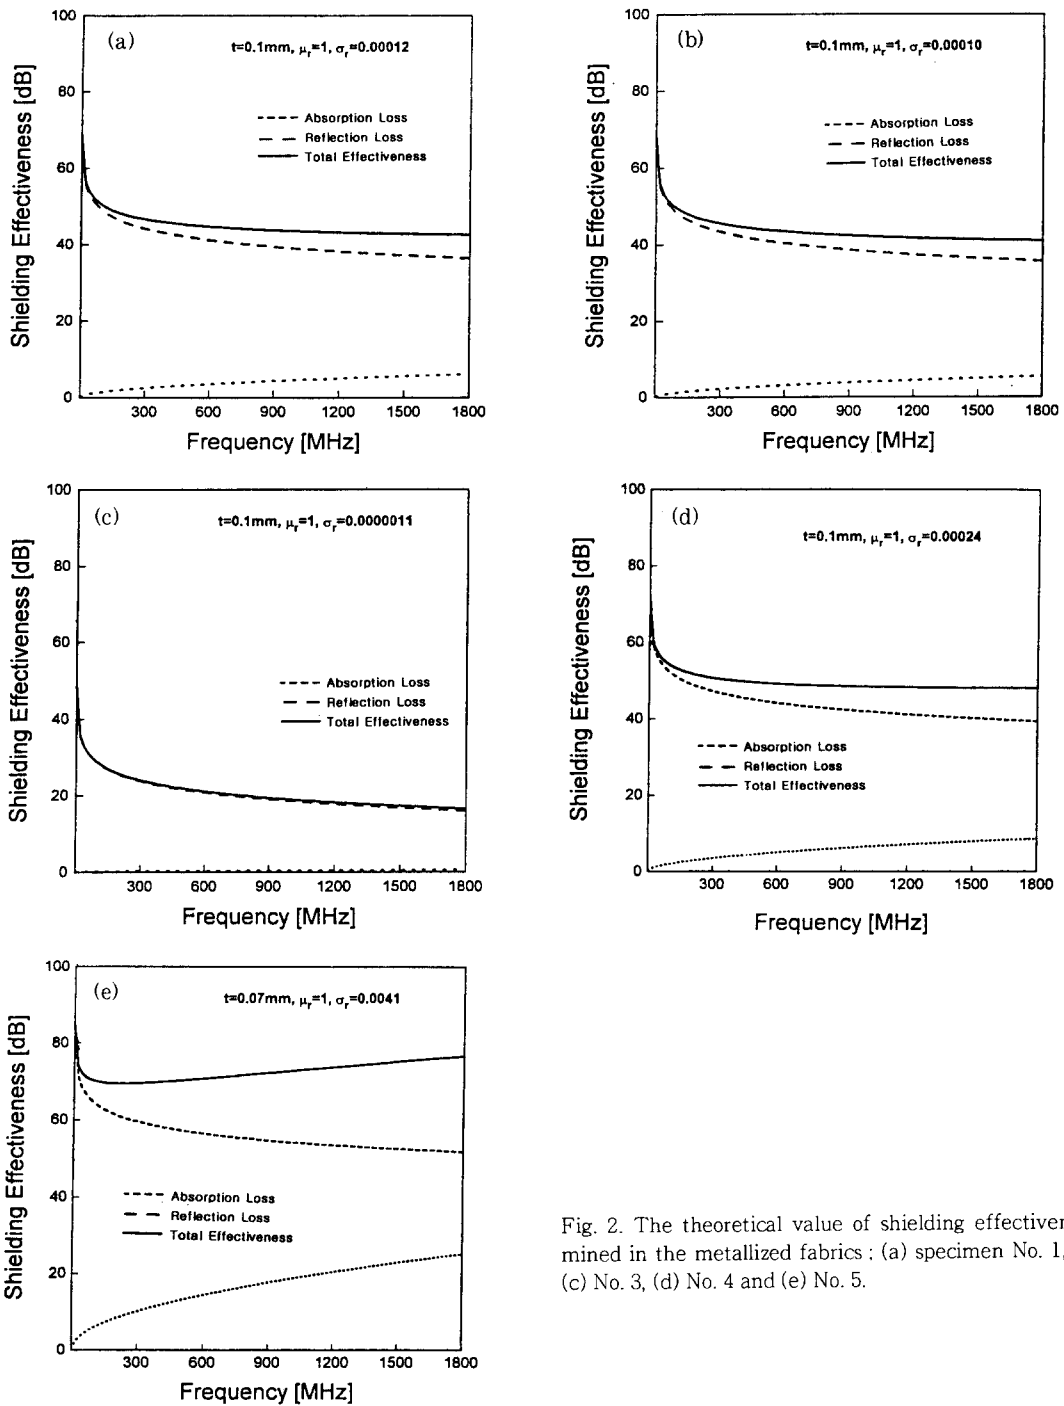 (a)
t=0.1mm, μr=1, σr=0.00012
Absorption Loss
Reflection Loss
Total Effectiveness
Shielding Effectiveness [dB]
100
80
60
40
20
0
300 600 900 1200 1500 1800
Frequency [MHz]
(b)
t=0.1mm, μr=1, σr=0.00010
Absorption Loss
Reflection Loss
Total Effectiveness
Shielding Effectiveness [dB]
100
80
60
40
20
0
300 600 900 1200 1500 1800
Frequency [MHz]
(c)
t=0.1mm, μr=1, σr=0.0000011
Absorption Loss
Reflection Loss
Total Effectiveness
Shielding Effectiveness [dB]
100
80
60
40
20
0
300 600 900 1200 1500 1800
Frequency [MHz]
(d)
t=0.1mm, μr=1, σr=0.00024
Absorption Loss
Reflection Loss
Total Effectiveness
Shielding Effectiveness [dB]
100
80
60
40
20
0
300 600 900 1200 1500 1800
Frequency [MHz]
(e)
t=0.07mm, μr=1, σr=0.0041
Absorption Loss
Reflection Loss
Total Effectiveness
Shielding Effectiveness [dB]
100
80
60
40
20
0
300 600 900 1200 1500 1800
Frequency [MHz]
Fig. 2. The theoretical value of shielding effectiven
mined in the metallized fabrics ; (a) specimen No. 1,
(c) No. 3, (d) No. 4 and (e) No. 5.